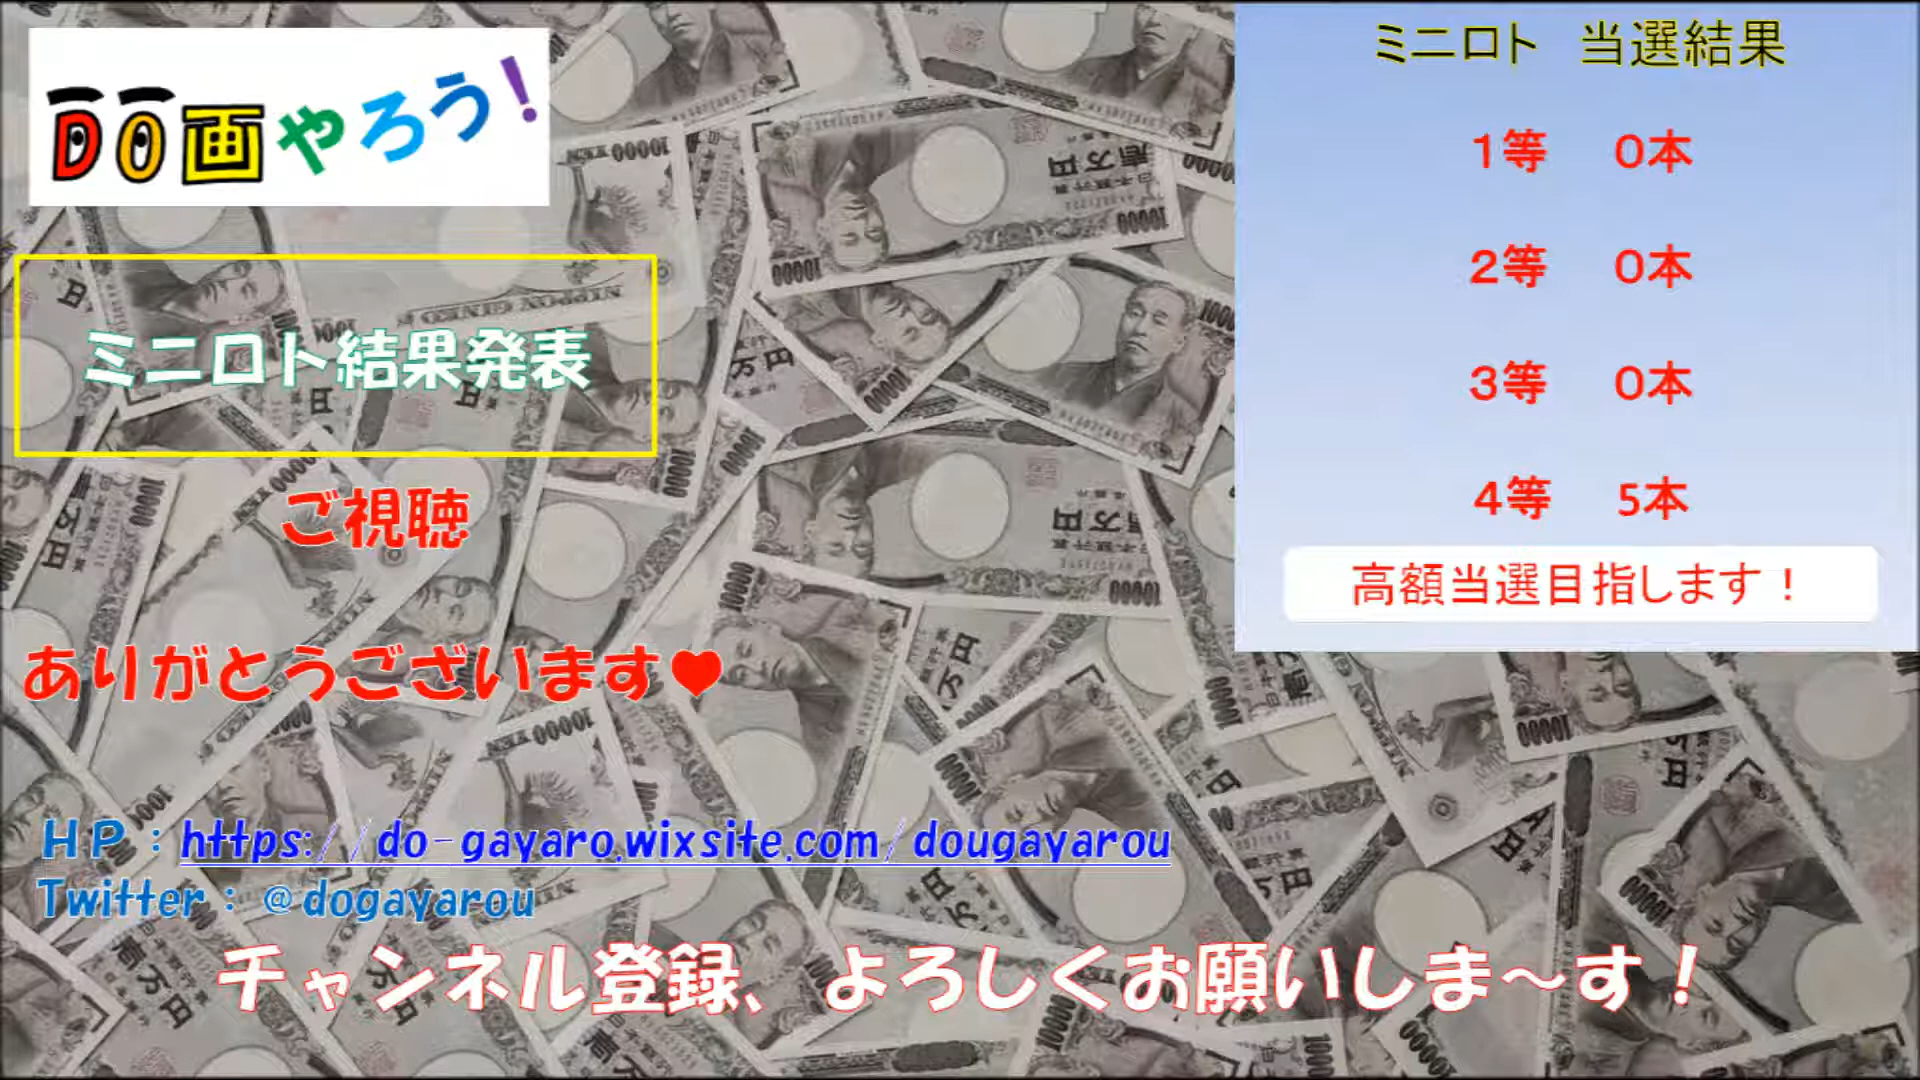 DO画やろう!
ミニロト結果発表
ご視聴
ありがとうございます♥
HP:https://do-gayaro.wixsite.com/dougayarou
Twitter:@dogayarou
チャンネル登録、よろしくお願いしま~す!
ミニロト 当選結果
1等 0本
2等 0本
3等 0本
4等 5本
高額当選目指します!